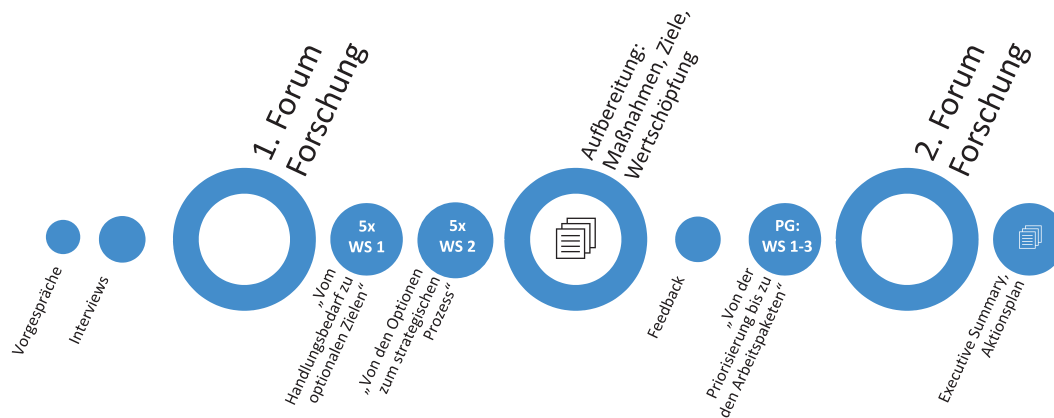 Vorgespräche
Interviews
1. Forum
Forschung
5x
WS 1
„Vom
Handlungsbedarf zu
optionalen Zielen“
5x
WS 2
„Von den Optionen
zum strategischen
Prozess“
Aufbereitung:
Maßnahmen, Ziele,
Wertschöpfung
Feedback
PG:
WS 1-3
„Von der
Priorisierung bis zu
den Arbeitspaketen“
2. Forum
Forschung
Executive Summary,
Aktionsplan